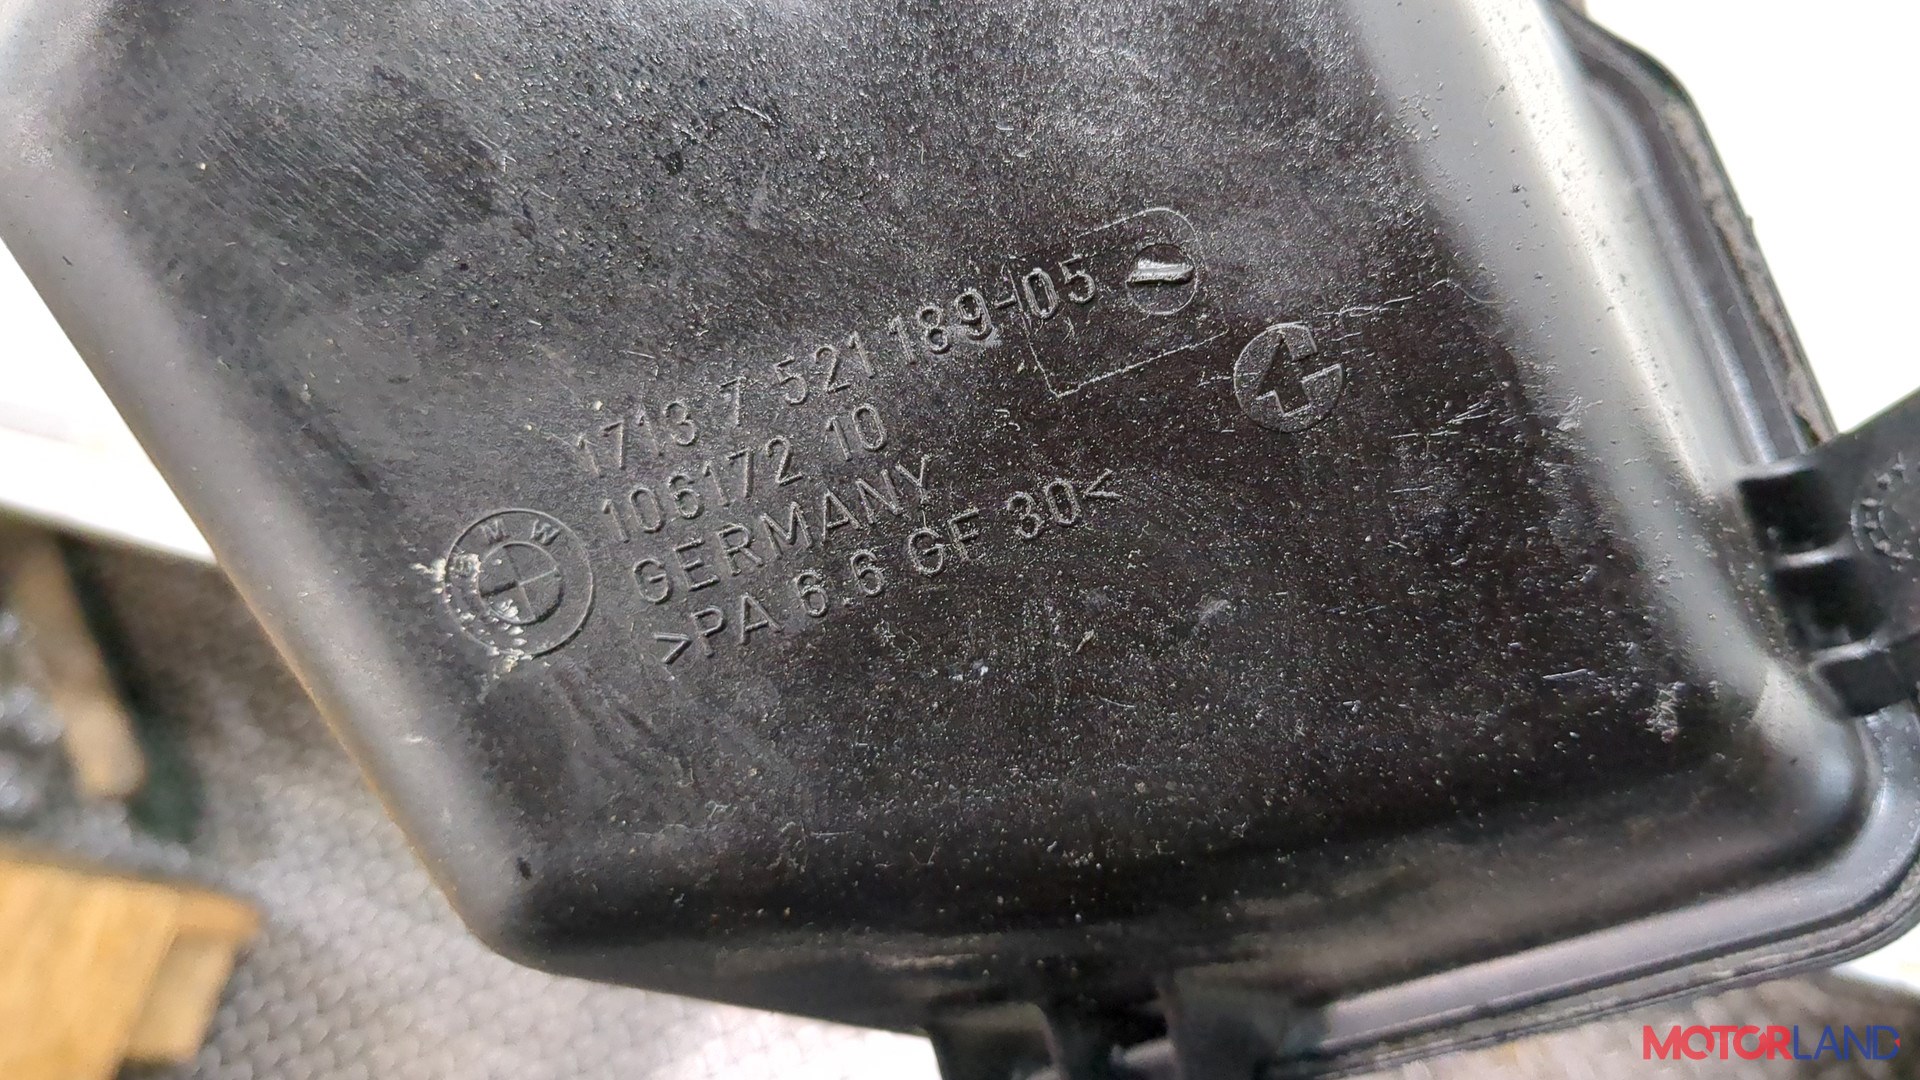 1713 7 521 189-05
106172 10
GERMANY
>PA 6.6 GF 30<
BMW
MOTORLAND